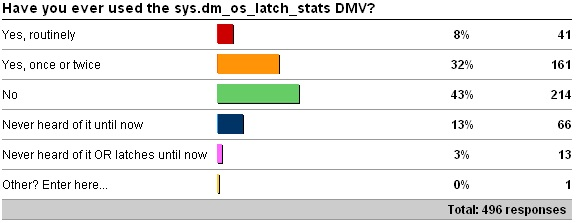 Have you ever used the sys.dm_os_latch_stats DMV?
Yes, routinely 8% 41
Yes, once or twice 32% 161
No 43% 214
Never heard of it until now 13% 66
Never heard of it OR latches until now 3% 13
Other? Enter here... 0% 1
Total: 496 responses